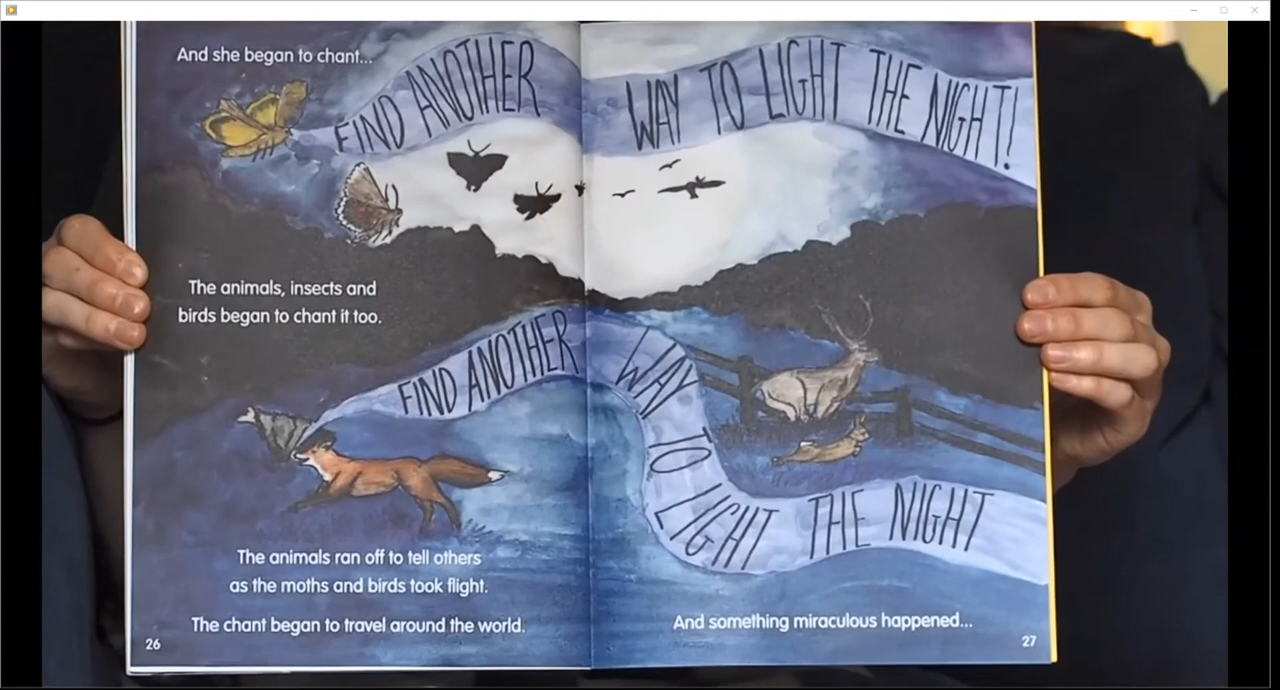 And she began to chant...
FIND ANOTHER WAY TO LIGHT THE NIGHT!
The animals, insects and
birds began to chant it too.
FIND ANOTHER WAY TO LIGHT THE NIGHT
The animals ran off to tell others
as the moths and birds took flight.
The chant began to travel around the world.
26
And something miraculous happened...
27